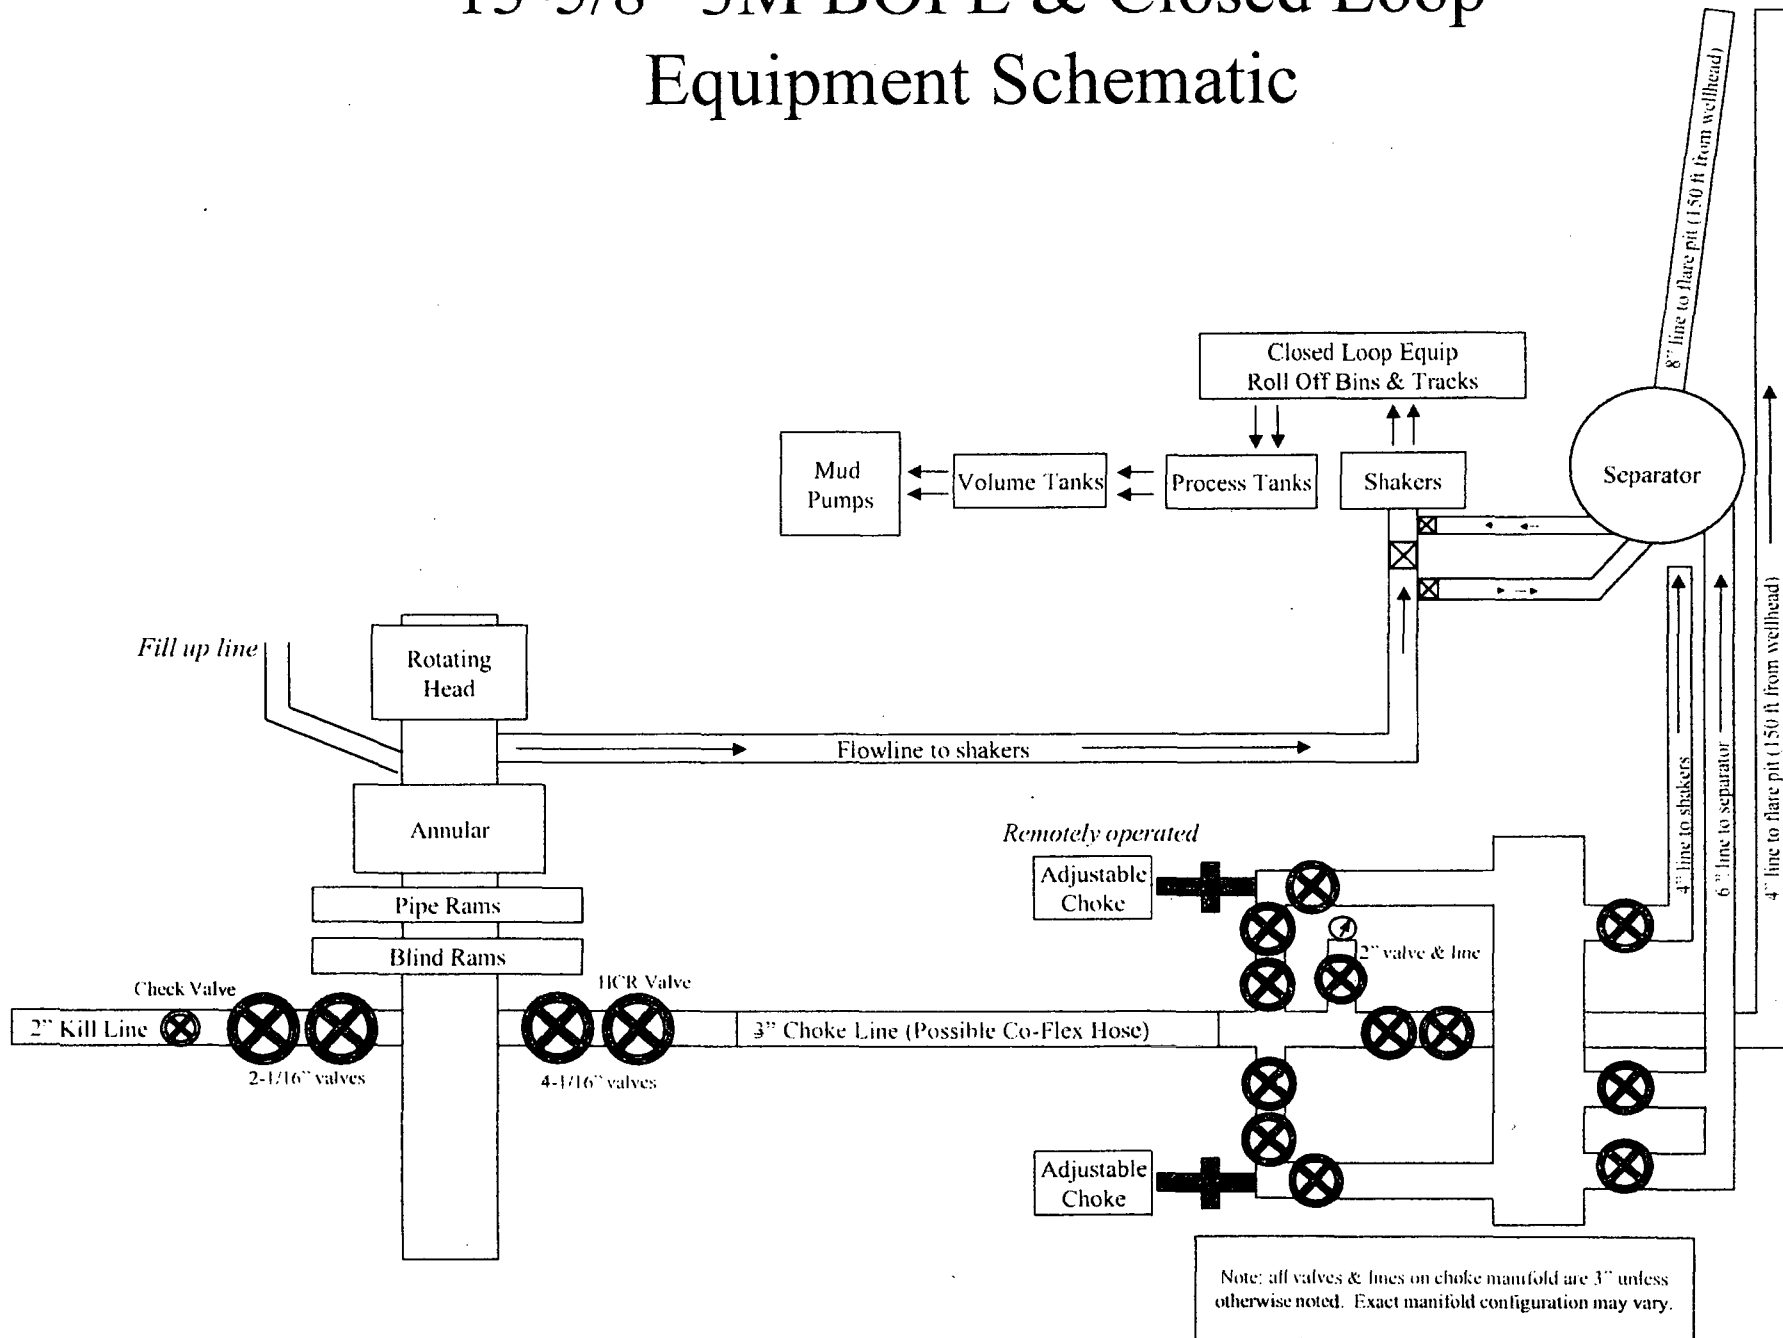 BOPE & Closed Loop
Equipment Schematic
8" line to flare pit (150 ft from wellhead)
Closed Loop Equip
Roll Off Bins & Tracks
Mud
Pumps
Volume Tanks
Process Tanks
Shakers
Separator
Fill up line
Rotating
Head
Flowline to shakers
Annular
Pipe Rams
Blind Rams
Check Valve
HCR Valve
2" Kill Line
2-1/16" valves
4-1/16" valves
3" Choke Line (Possible Co-Flex Hose)
Remotely operated
Adjustable
Choke
2" valve & line
Adjustable
Choke
4" line to shakers
6" line to separator
4" line to flare pit (150 ft from wellhead)
Note: all valves & lines on choke manifold are 3" unless
otherwise noted. Exact manifold configuration may vary.